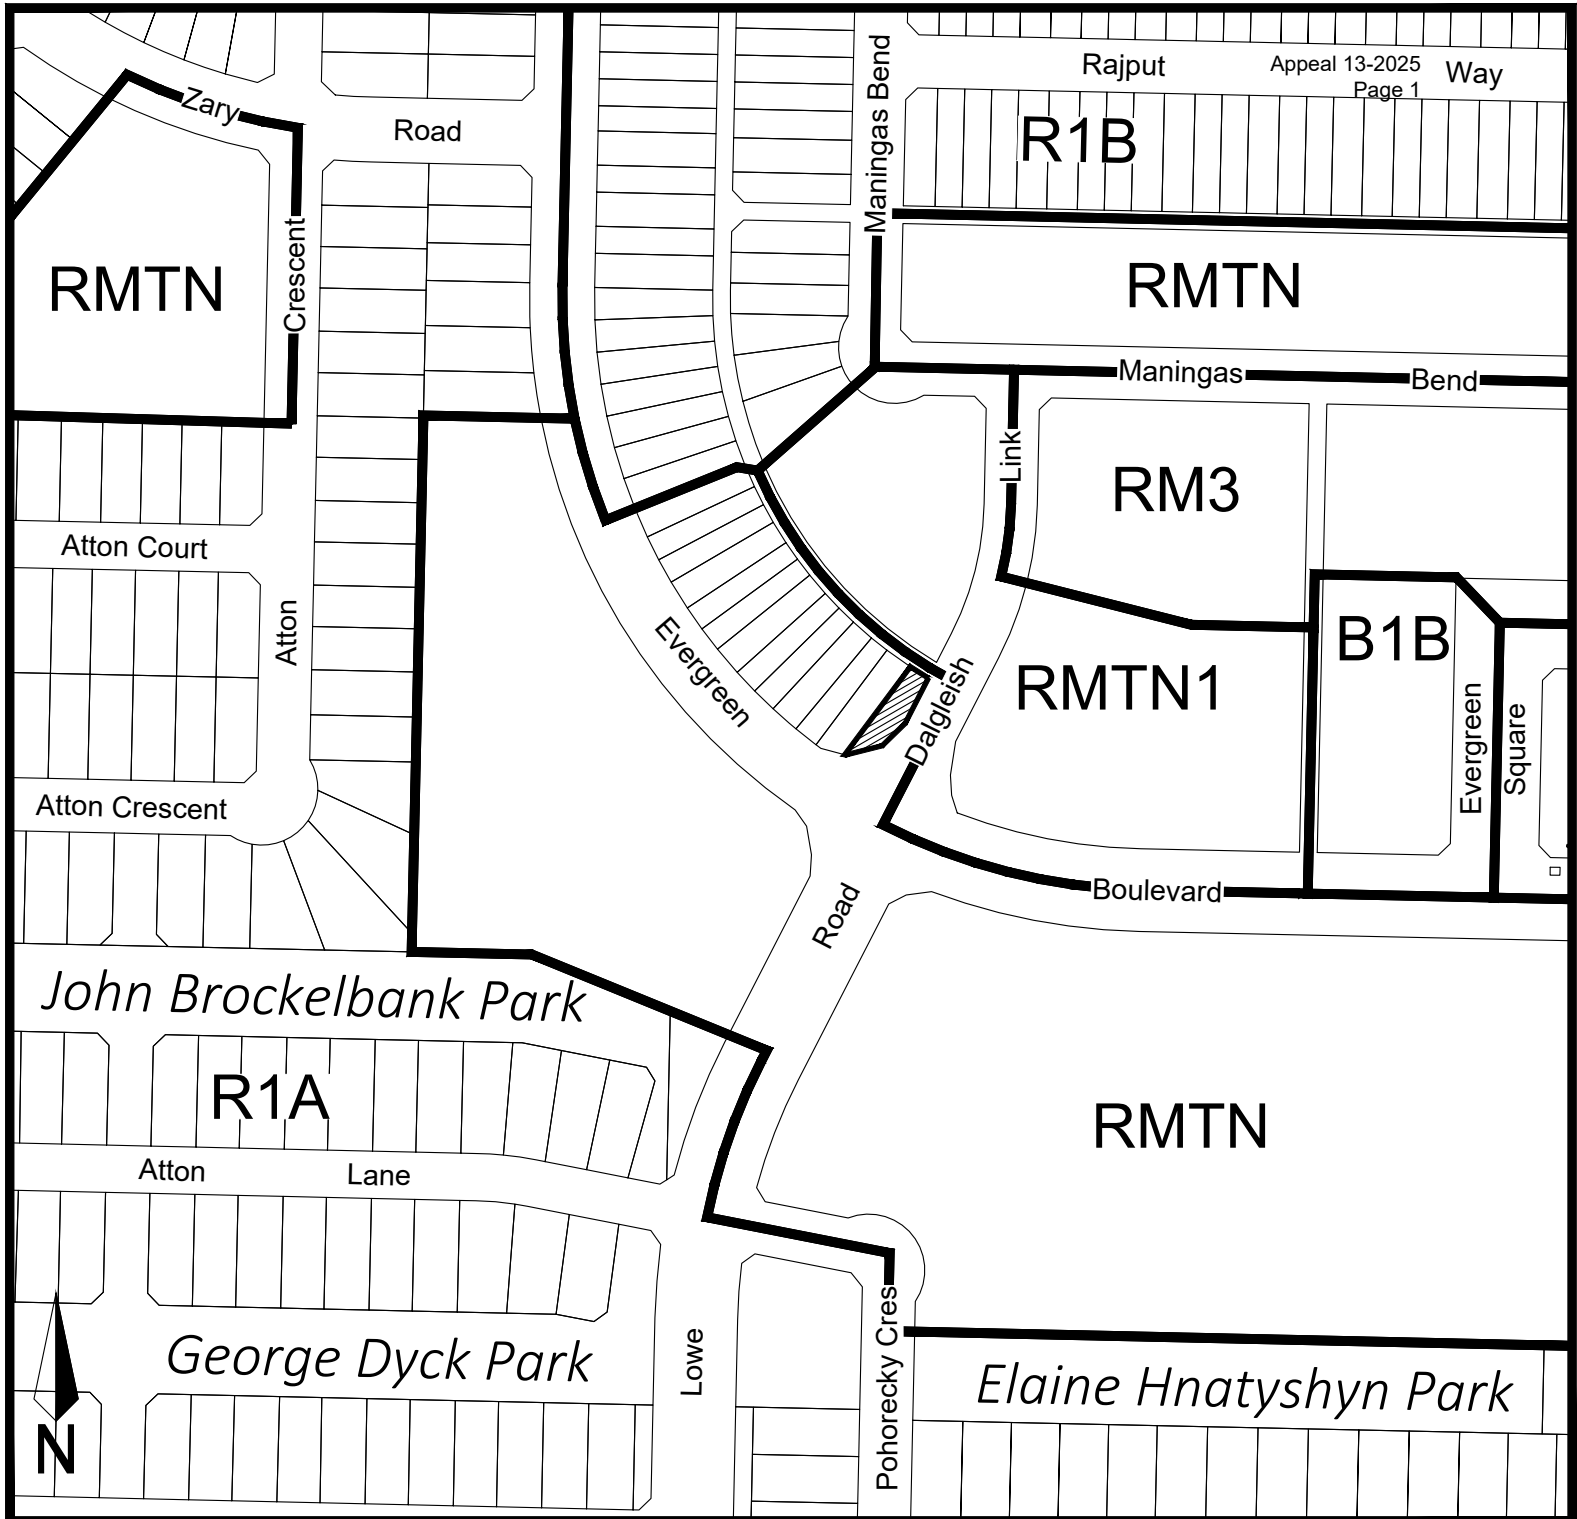 Rajput
Appeal 13-2025
Way
Page 1
Maningas Bend
R1B
Zary
Road
Crescent
RMTN
RMTN
Maningas
Bend
Link
RM3
Atton Court
Atton
Evergreen
B1B
RMTN1
Dalgleish
Evergreen
Square
Atton Crescent
Boulevard
Road
John Brockelbank Park
R1A
RMTN
Atton
Lane
George Dyck Park
Lowe
Pohorecky Cres
Elaine Hnatyshyn Park
N